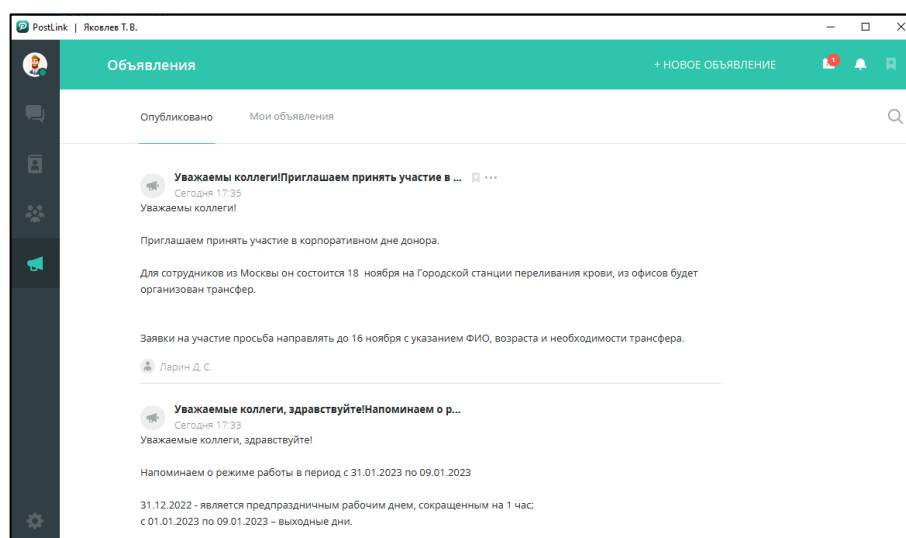 PostLink | Яковлев Т. В.
Объявления
+ НОВОЕ ОБЪЯВЛЕНИЕ
1
Опубликовано
Мои объявления
Уважаемы коллеги!Приглашаем принять участие в ...
Сегодня 17:35
Уважаемы коллеги!
Приглашаем принять участие в корпоративном дне донора.
Для сотрудников из Москвы он состоится 18 ноября на Городской станции переливания крови, из офисов будет
организован трансфер.
Заявки на участие просьба направлять до 16 ноября с указанием ФИО, возраста и необходимости трансфера.
Ларин Д. С.
Уважаемые коллеги, здравствуйте!Напоминаем о р...
Сегодня 17:33
Уважаемые коллеги, здравствуйте!
Напоминаем о режиме работы в период с 31.01.2023 по 09.01.2023
31.12.2022 - является предпраздничным рабочим днем, сокращенным на 1 час;
с 01.01.2023 по 09.01.2023 – выходные дни.